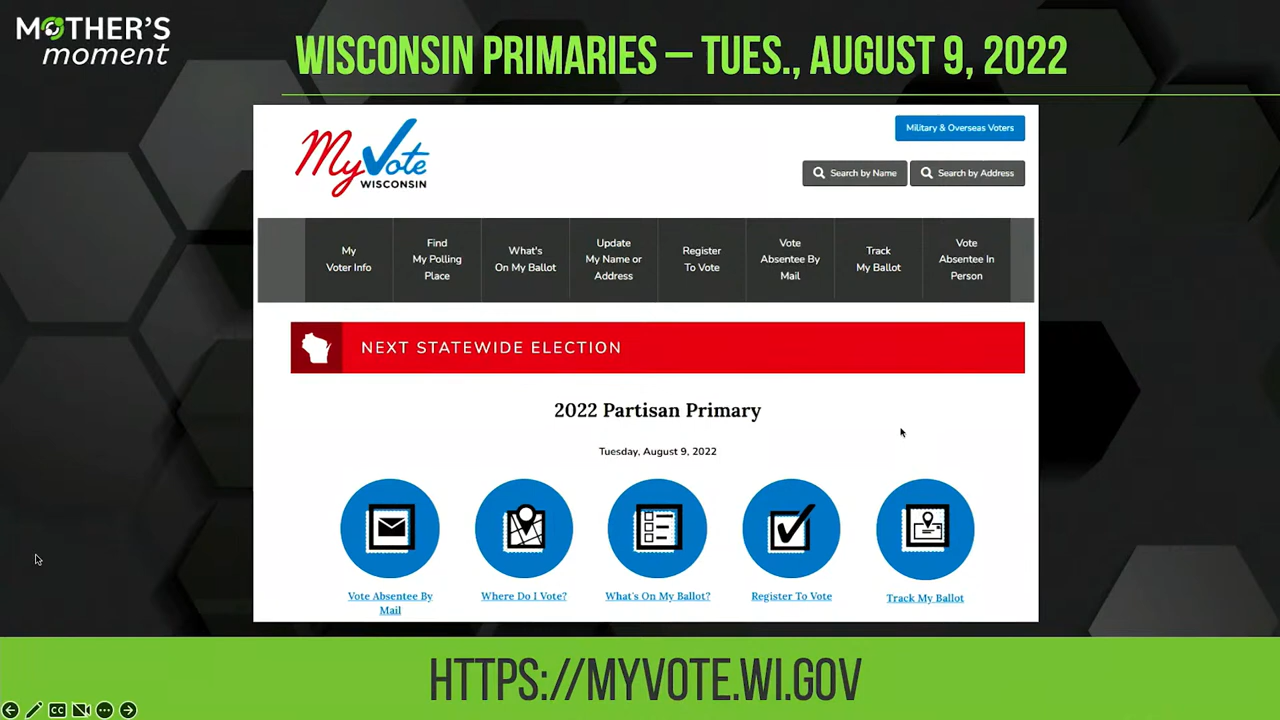 MOTHER'S
moment
WISCONSIN PRIMARIES – TUES., AUGUST 9, 2022
MyVote
WISCONSIN
Military & Overseas Voters
Search by Name
Search by Address
My
Voter Info
Find
My Polling
Place
What's
On My Ballot
Update
My Name or
Address
Register
To Vote
Vote
Absentee By
Mail
Track
My Ballot
Vote
Absentee In
Person
NEXT STATEWIDE ELECTION
2022 Partisan Primary
Tuesday, August 9, 2022
Vote Absentee By
Mail
Where Do I Vote?
What's On My Ballot?
Register To Vote
Track My Ballot
HTTPS://MYVOTE.WI.GOV
CC